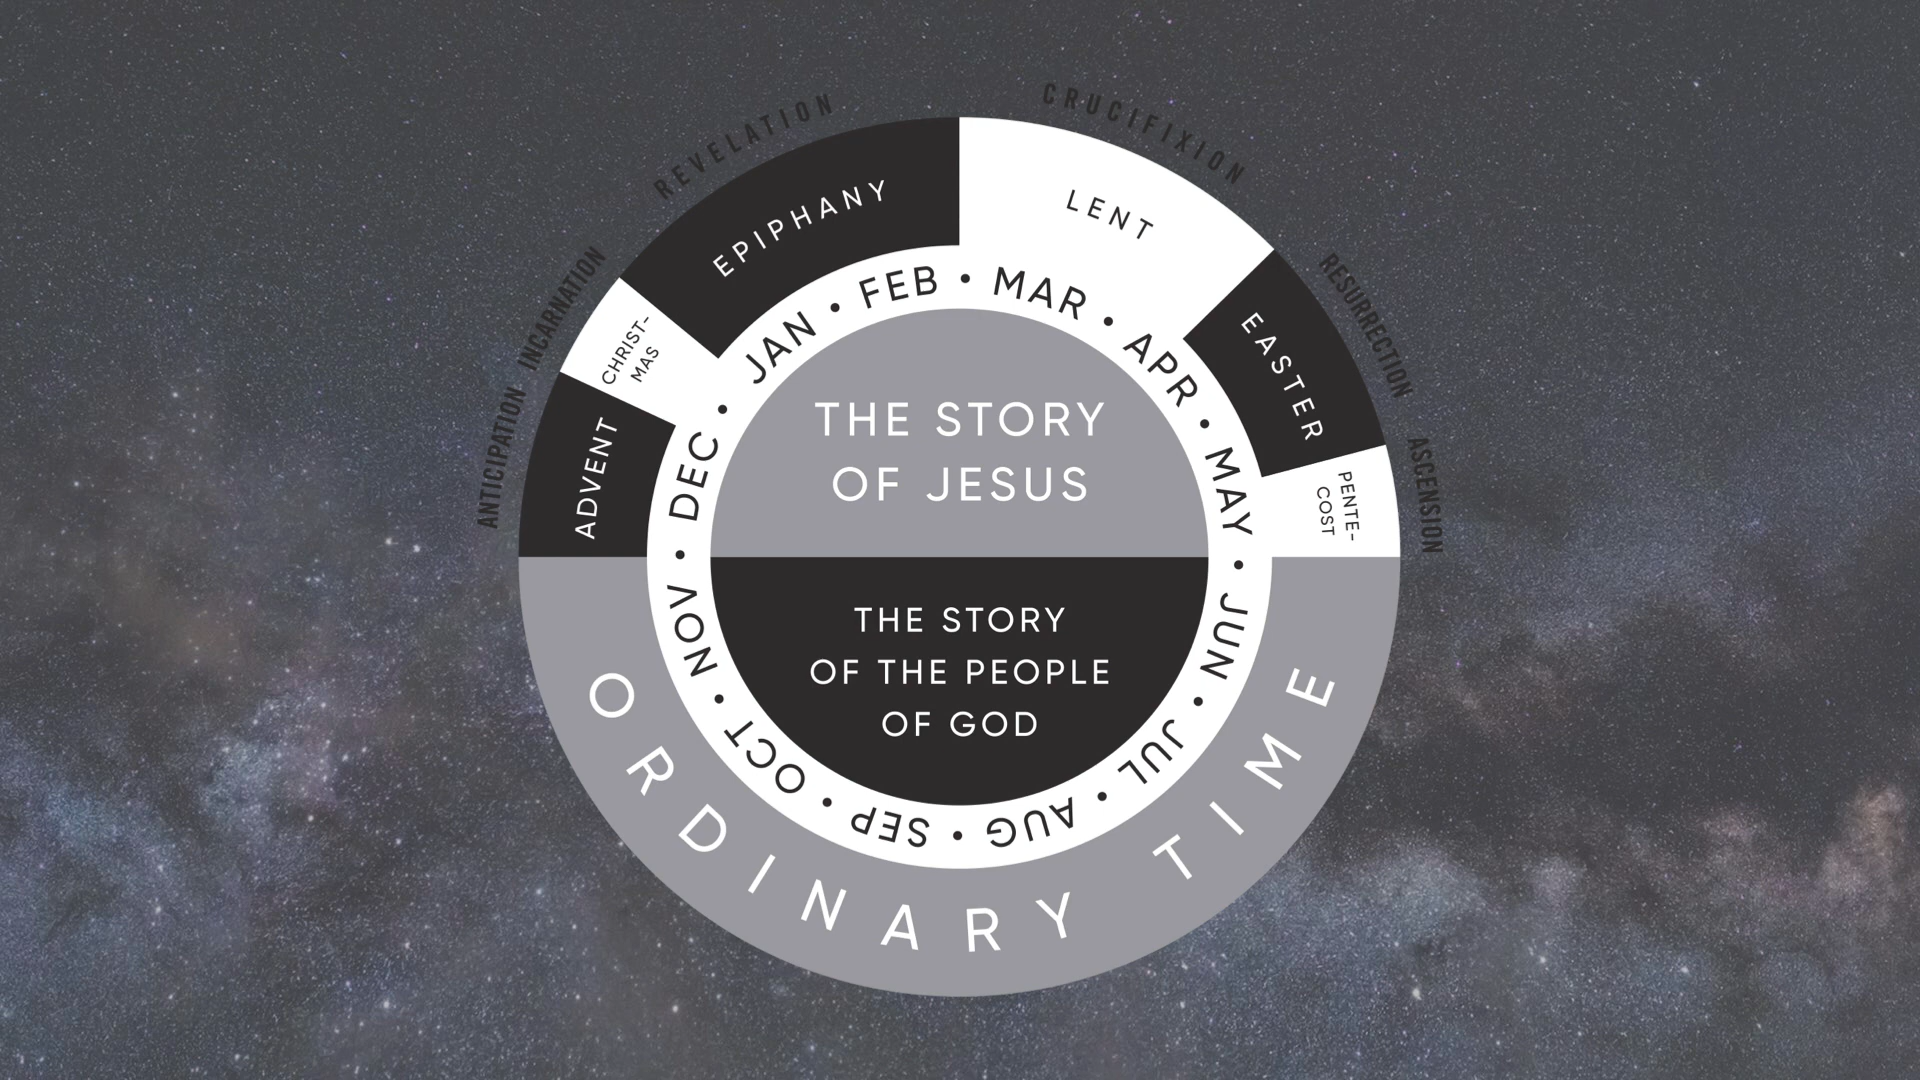 ANTICIPATION
INCARNATION
REVELATION
CRUCIFIXION
RESURRECTION
ASCENSION
ADVENT
CHRIST-
MAS
EPIPHANY
LENT
EASTER
PENTE-
COST
ORDINARY TIME
JAN • FEB • MAR • APR • MAY • JUN • JUL • AUG • SEP • OCT • NOV • DEC •
THE STORY
OF JESUS
THE STORY
OF THE PEOPLE
OF GOD